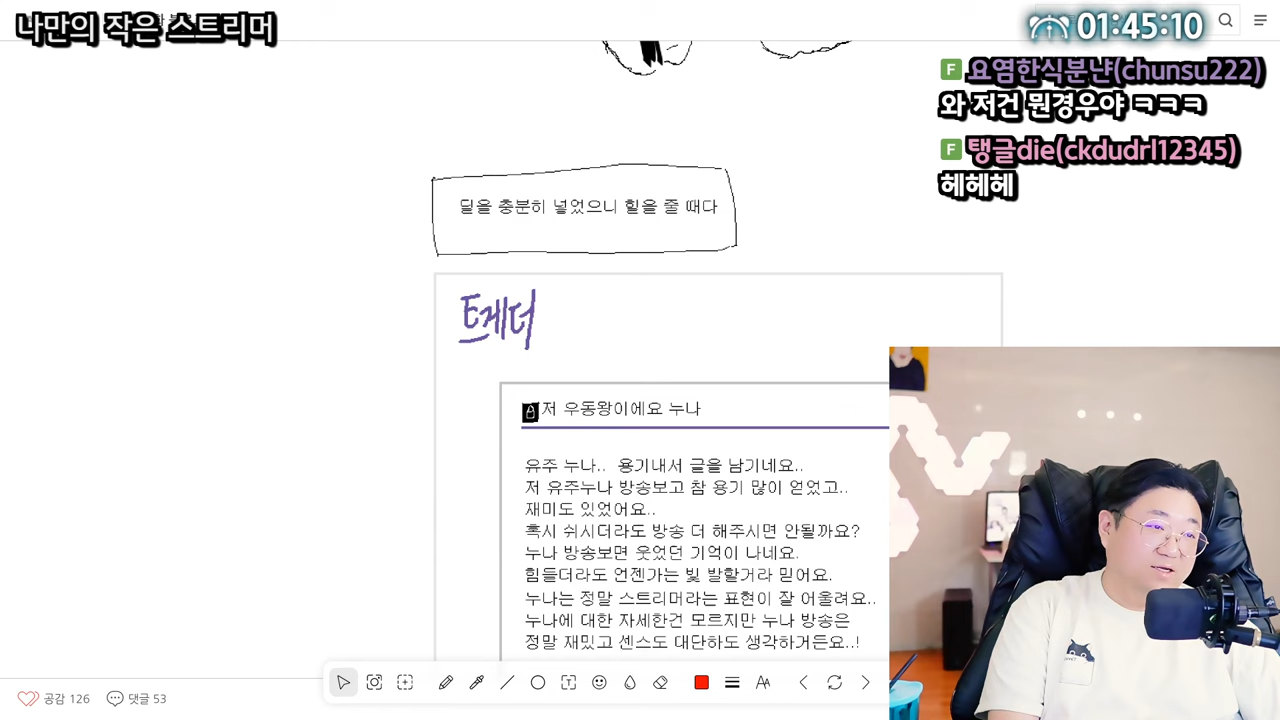 나만의 작은 스트리머
01:45:10
F 요염한식분냔(chunsu222)
와 저건 뭔경우야 ㅋㅋㅋ
F 탱글die(ckdudrl12345)
헤헤헤
딜을 충분히 넣었으니 힐을 줄 때다
트게더
저 우동왕이에요 누나
유주 누나.. 용기내서 글을 남기네요..
저 유주누나 방송보고 참 용기 많이 얻었고..
재미도 있었어요..
혹시 쉬시더라도 방송 더 해주시면 안될까요?
누나 방송보면 웃었던 기억이 나네요.
힘들더라도 언젠가는 빛 발할거라 믿어요.
누나는 정말 스트리머라는 표현이 잘 어울려요..
누나에 대한 자세한건 모르지만 누나 방송은
정말 재밌고 센스도 대단하도 생각하거든요..!
공감 126
댓글 53